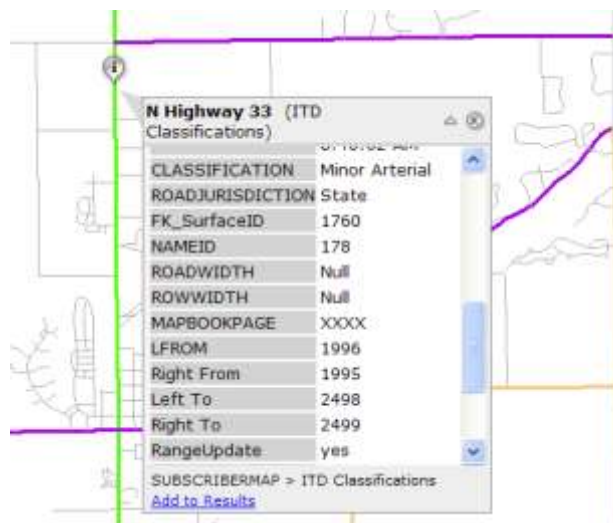 N Highway 33 (ITD
Classifications)
CLASSIFICATION Minor Arterial
ROADJURISDICTION State
FK_SurfaceID 1760
NAMEID 178
ROADWIDTH Null
ROWWIDTH Null
MAPBOOKPAGE XXXX
LFROM 1996
Right From 1995
Left To 2498
Right To 2499
RangeUpdate yes
SUBSCRIBERMAP > ITD Classifications
Add to Results